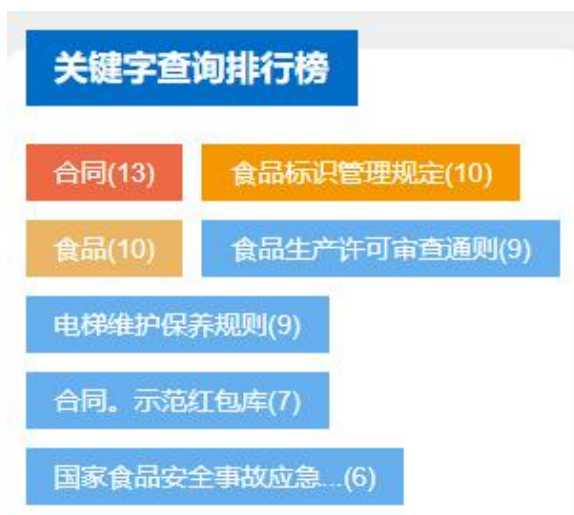 关键字查询排行榜
合同(13) 食品标识管理规定(10)
食品(10) 食品生产许可审查通则(9)
电梯维护保养规则(9)
合同。示范红包库(7)
国家食品安全事故应急...(6)